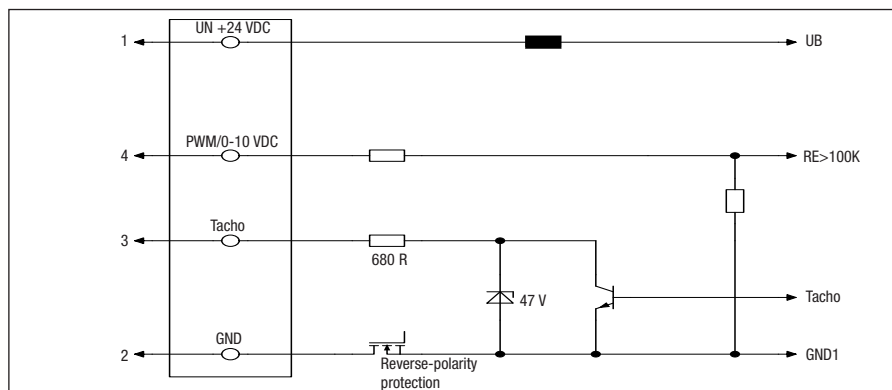 UN +24 VDC
1
UB
PWM/0-10 VDC
4
RE>100K
Tacho
3
680 R
47 V
Tacho
GND
2
GND1
Reverse-polarity
protection